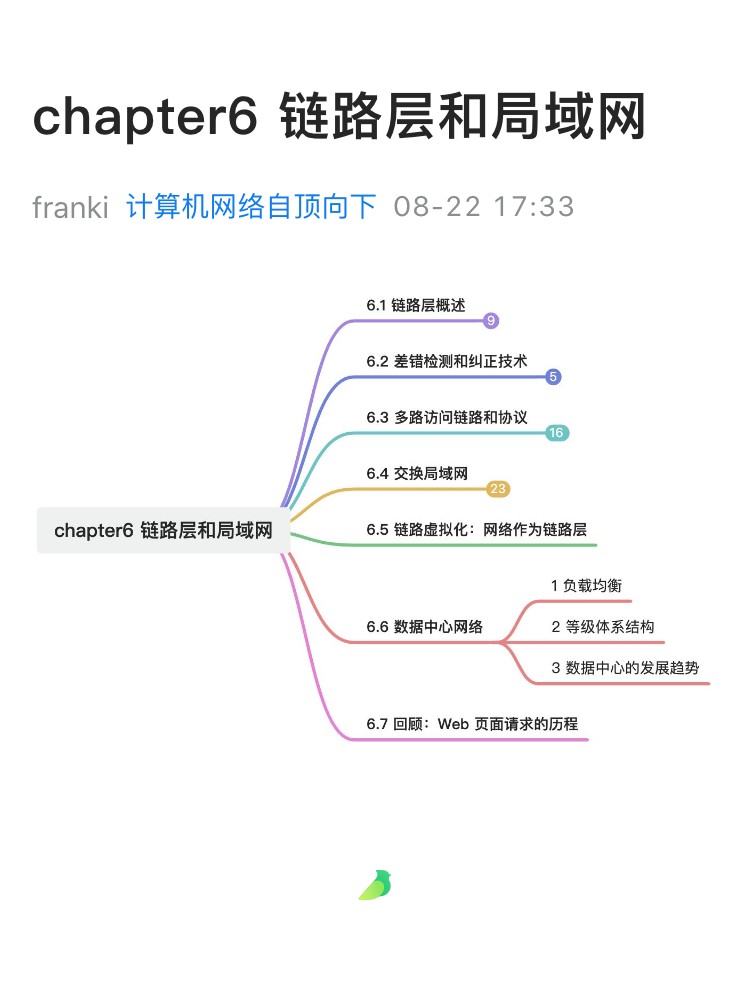 chapter6 链路层和局域网
franki 计算机网络自顶向下 08-22 17:33
6.1 链路层概述
9
6.2 差错检测和纠正技术
5
6.3 多路访问链路和协议
16
6.4 交换局域网
23
chapter6 链路层和局域网
6.5 链路虚拟化：网络作为链路层
6.6 数据中心网络
1 负载均衡
2 等级体系结构
3 数据中心的发展趋势
6.7 回顾：Web 页面请求的历程